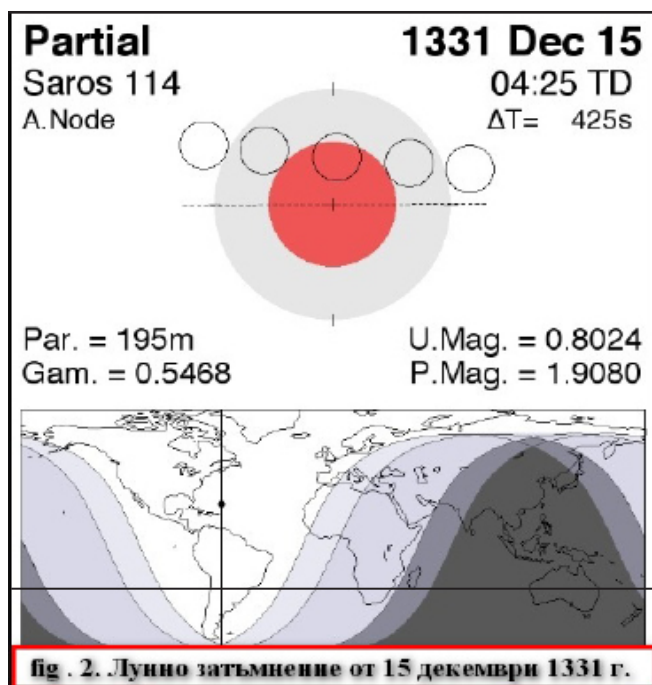 Partial 1331 Dec 15
Saros 114 04:25 TD
A.Node ΔT= 425s
Par. = 195m U.Mag. = 0.8024
Gam. = 0.5468 P.Mag. = 1.9080
fig . 2. Лунно затъмнение от 15 декември 1331 г.